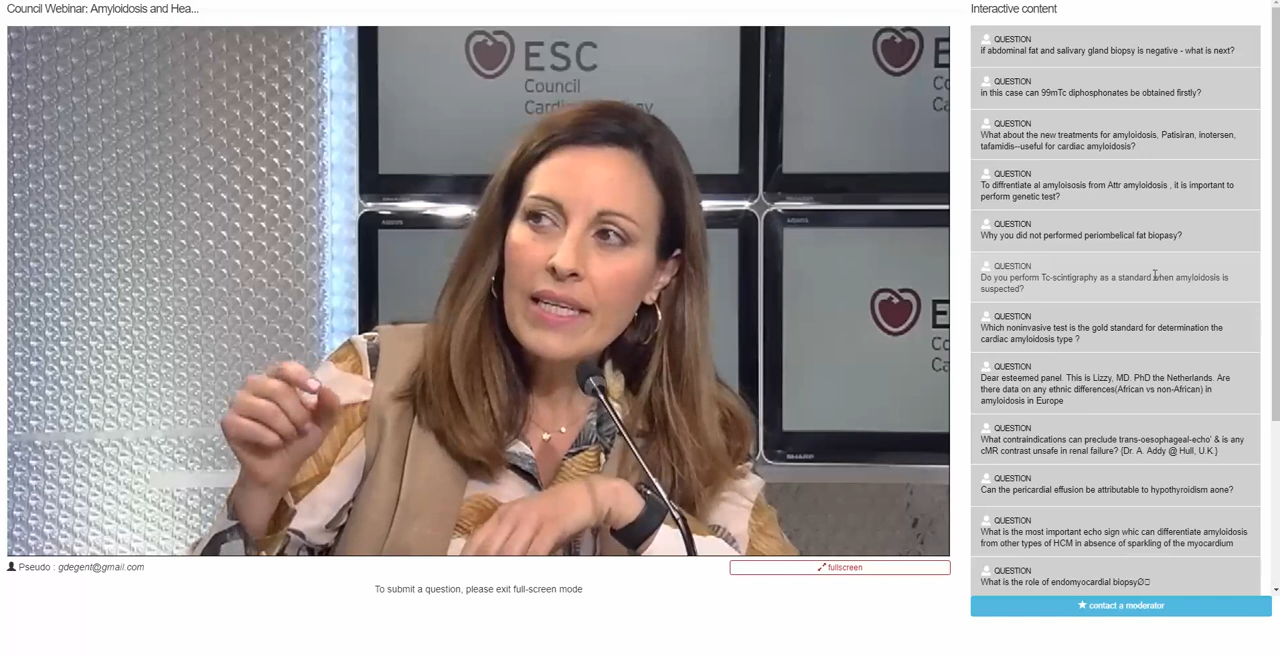 Council Webinar: Amyloidosis and Hea...
Interactive content
ESC
Council
ESC
Council
QUESTION
if abdominal fat and salivary gland biopsy is negative - what is next?
QUESTION
in this case can 99mTc diphosphonates be obtained firstly?
QUESTION
What about the new treatments for amyloidosis, Patisiran, inotersen,
tafamidis--useful for cardiac amyloidosis?
QUESTION
To diffrentiate al amyloisosis from Attr amyloidosis , it is important to
perform genetic test?
QUESTION
Why you did not performed periombelical fat biopasy?
QUESTION
Do you perform Tc-scintigraphy as a standard when amyloidosis is
suspected?
QUESTION
Which noninvasive test is the gold standard for determination the
cardiac amyloidosis type ?
QUESTION
Dear esteemed panel. This is Lizzy, MD. PhD the Netherlands. Are
there data on any ethnic differences(African vs non-African) in
amyloidosis in Europe
QUESTION
What contraindications can preclude trans-oesophageal-echo' & is any
cMR contrast unsafe in renal failure? {Dr. A. Addy @ Hull, U.K.}
QUESTION
Can the pericardial effusion be attributable to hypothyroidism aone?
QUESTION
What is the most important echo sign whic can differentiate amyloidosis
from other types of HCM in absence of sparkling of the myocardium
QUESTION
What is the role of endomyocardial biopsy
SHARP
Pseudo : gdegent@gmail.com
fullscreen
To submit a question, please exit full-screen mode
contact a moderator